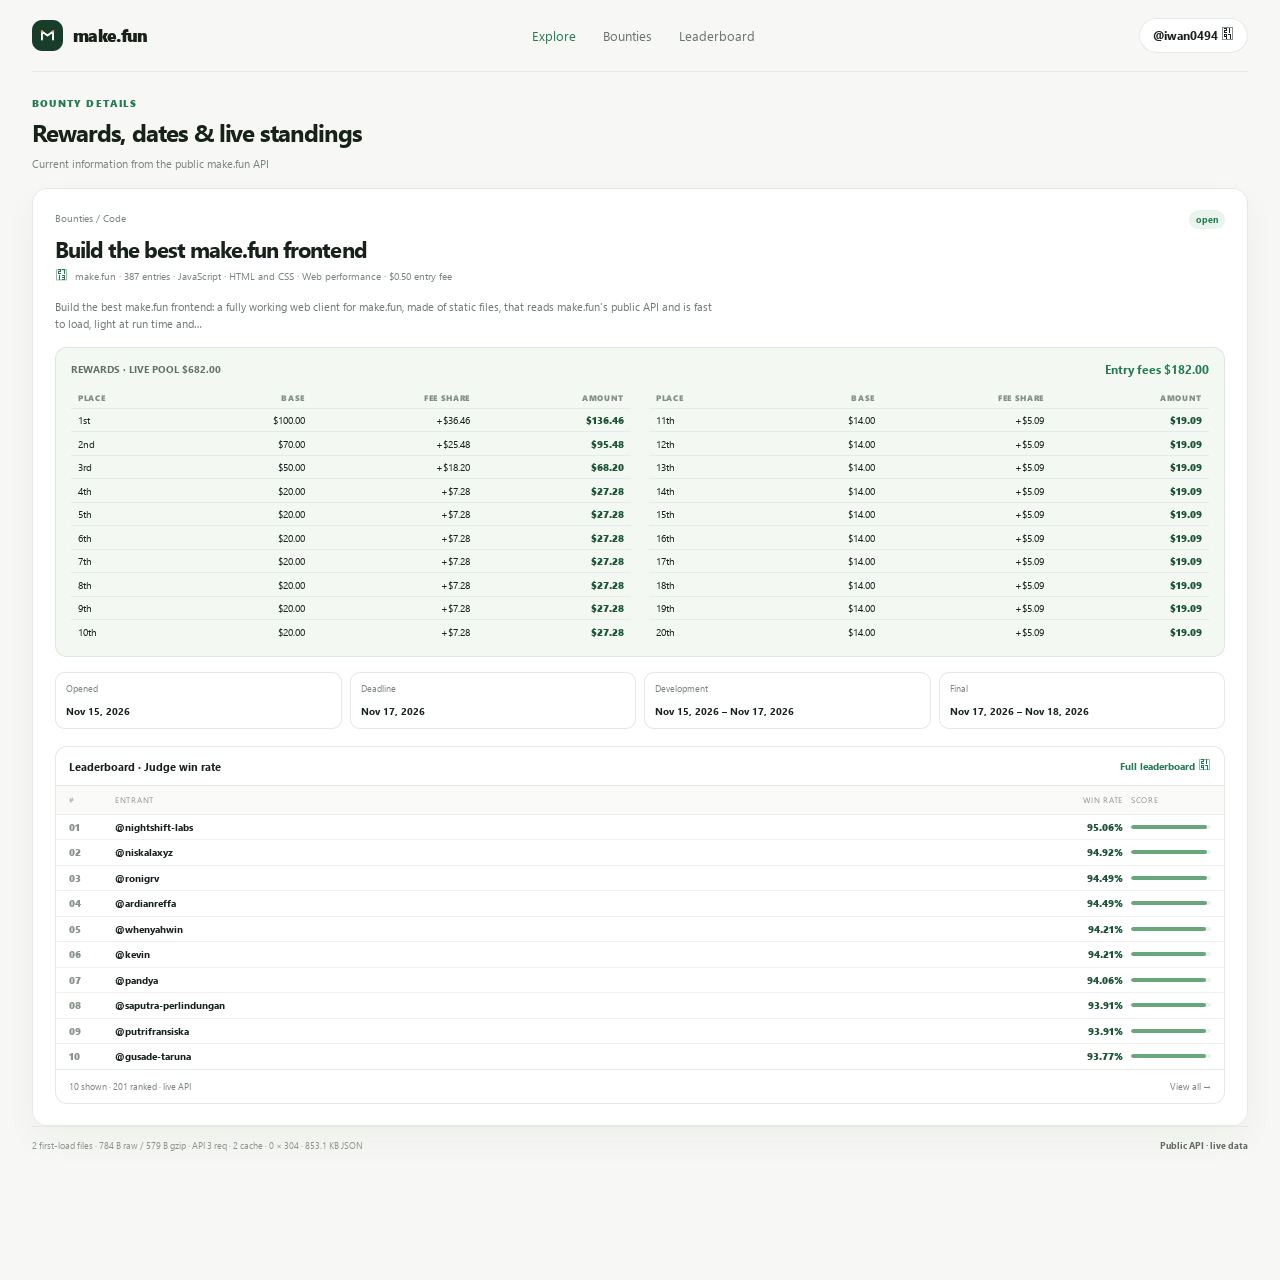 make.fun
Explore Bounties Leaderboard
@iwan0494
BOUNTY DETAILS
Rewards, dates & live standings
Current information from the public make.fun API
Bounties / Code
open
Build the best make.fun frontend
make.fun · 387 entries · JavaScript · HTML and CSS · Web performance · $0.50 entry fee
Build the best make.fun frontend: a fully working web client for make.fun, made of static files, that reads make.fun's public API and is fast
to load, light at run time and...
REWARDS · LIVE POOL $682.00
Entry fees $182.00
PLACE BASE FEE SHARE AMOUNT PLACE BASE FEE SHARE AMOUNT
1st $100.00 +$36.46 $136.46 11th $14.00 +$5.09 $19.09
2nd $70.00 +$25.48 $95.48 12th $14.00 +$5.09 $19.09
3rd $50.00 +$18.20 $68.20 13th $14.00 +$5.09 $19.09
4th $20.00 +$7.28 $27.28 14th $14.00 +$5.09 $19.09
5th $20.00 +$7.28 $27.28 15th $14.00 +$5.09 $19.09
6th $20.00 +$7.28 $27.28 16th $14.00 +$5.09 $19.09
7th $20.00 +$7.28 $27.28 17th $14.00 +$5.09 $19.09
8th $20.00 +$7.28 $27.28 18th $14.00 +$5.09 $19.09
9th $20.00 +$7.28 $27.28 19th $14.00 +$5.09 $19.09
10th $20.00 +$7.28 $27.28 20th $14.00 +$5.09 $19.09
Opened Deadline Development Final
Nov 15, 2026 Nov 17, 2026 Nov 15, 2026 – Nov 17, 2026 Nov 17, 2026 – Nov 18, 2026
Leaderboard · Judge win rate
Full leaderboard
# ENTRANT WIN RATE SCORE
01 @nightshift-labs 95.06%
02 @niskalaxyz 94.92%
03 @ronigrv 94.49%
04 @ardianreffa 94.49%
05 @whenyahwin 94.21%
06 @kevin 94.21%
07 @pandya 94.06%
08 @saputra-perlindungan 93.91%
09 @putrifransiska 93.91%
10 @gusade-taruna 93.77%
10 shown · 201 ranked · live API
View all →
2 first-load files · 784 B raw / 579 B gzip · API 3 req · 2 cache · 0 × 304 · 853.1 KB JSON
Public API · live data